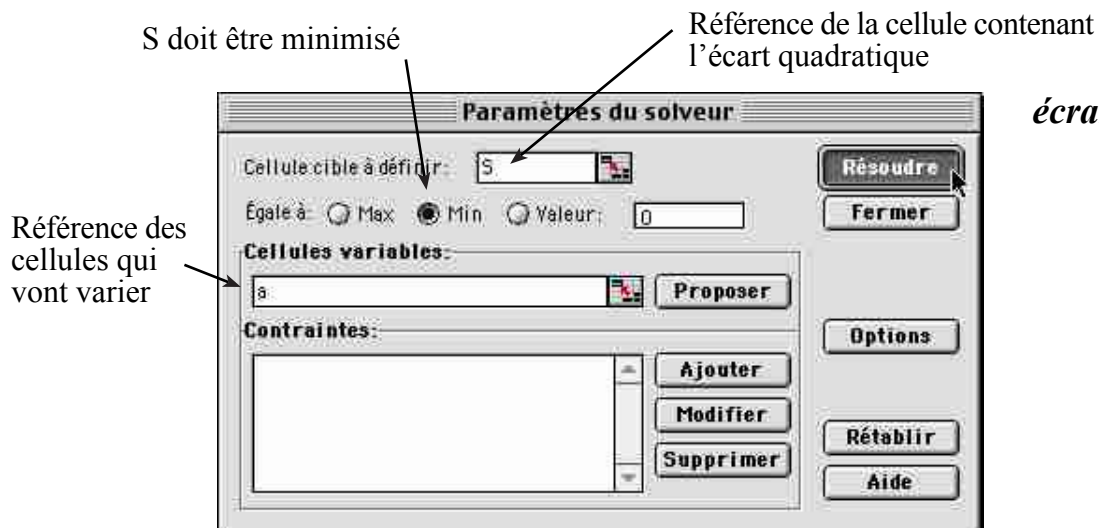 S doit être minimisé
Référence de la cellule contenant
l’écart quadratique
écra
Paramètres du solveur
Cellule cible à définir: S
Résoudre
Égale à: Max Min Valeur: 0
Fermer
Référence des
cellules qui
vont varier
Cellules variables:
a
Proposer
Contraintes:
Options
Ajouter
Modifier
Rétablir
Supprimer
Aide